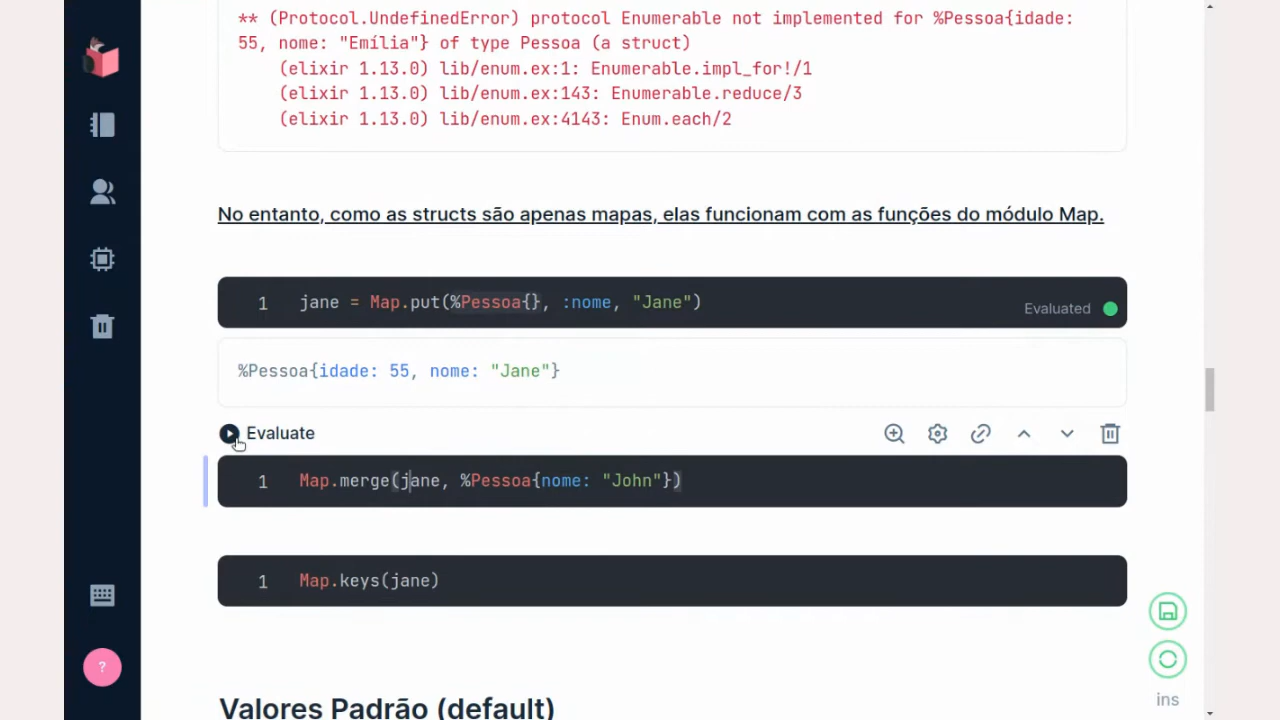 ** (Protocol.UndefinedError) protocol Enumerable not implemented for %Pessoa{idade:
55, nome: "Emília"} of type Pessoa (a struct)
(elixir 1.13.0) lib/enum.ex:1: Enumerable.impl_for!/1
(elixir 1.13.0) lib/enum.ex:143: Enumerable.reduce/3
(elixir 1.13.0) lib/enum.ex:4143: Enum.each/2
No entanto, como as structs são apenas mapas, elas funcionam com as funções do módulo Map.
1 jane = Map.put(%Pessoa{}, :nome, "Jane")
Evaluated
%Pessoa{idade: 55, nome: "Jane"}
Evaluate
1 Map.merge(jane, %Pessoa{nome: "John"})
1 Map.keys(jane)
?
ins
Valores Padrão (default)